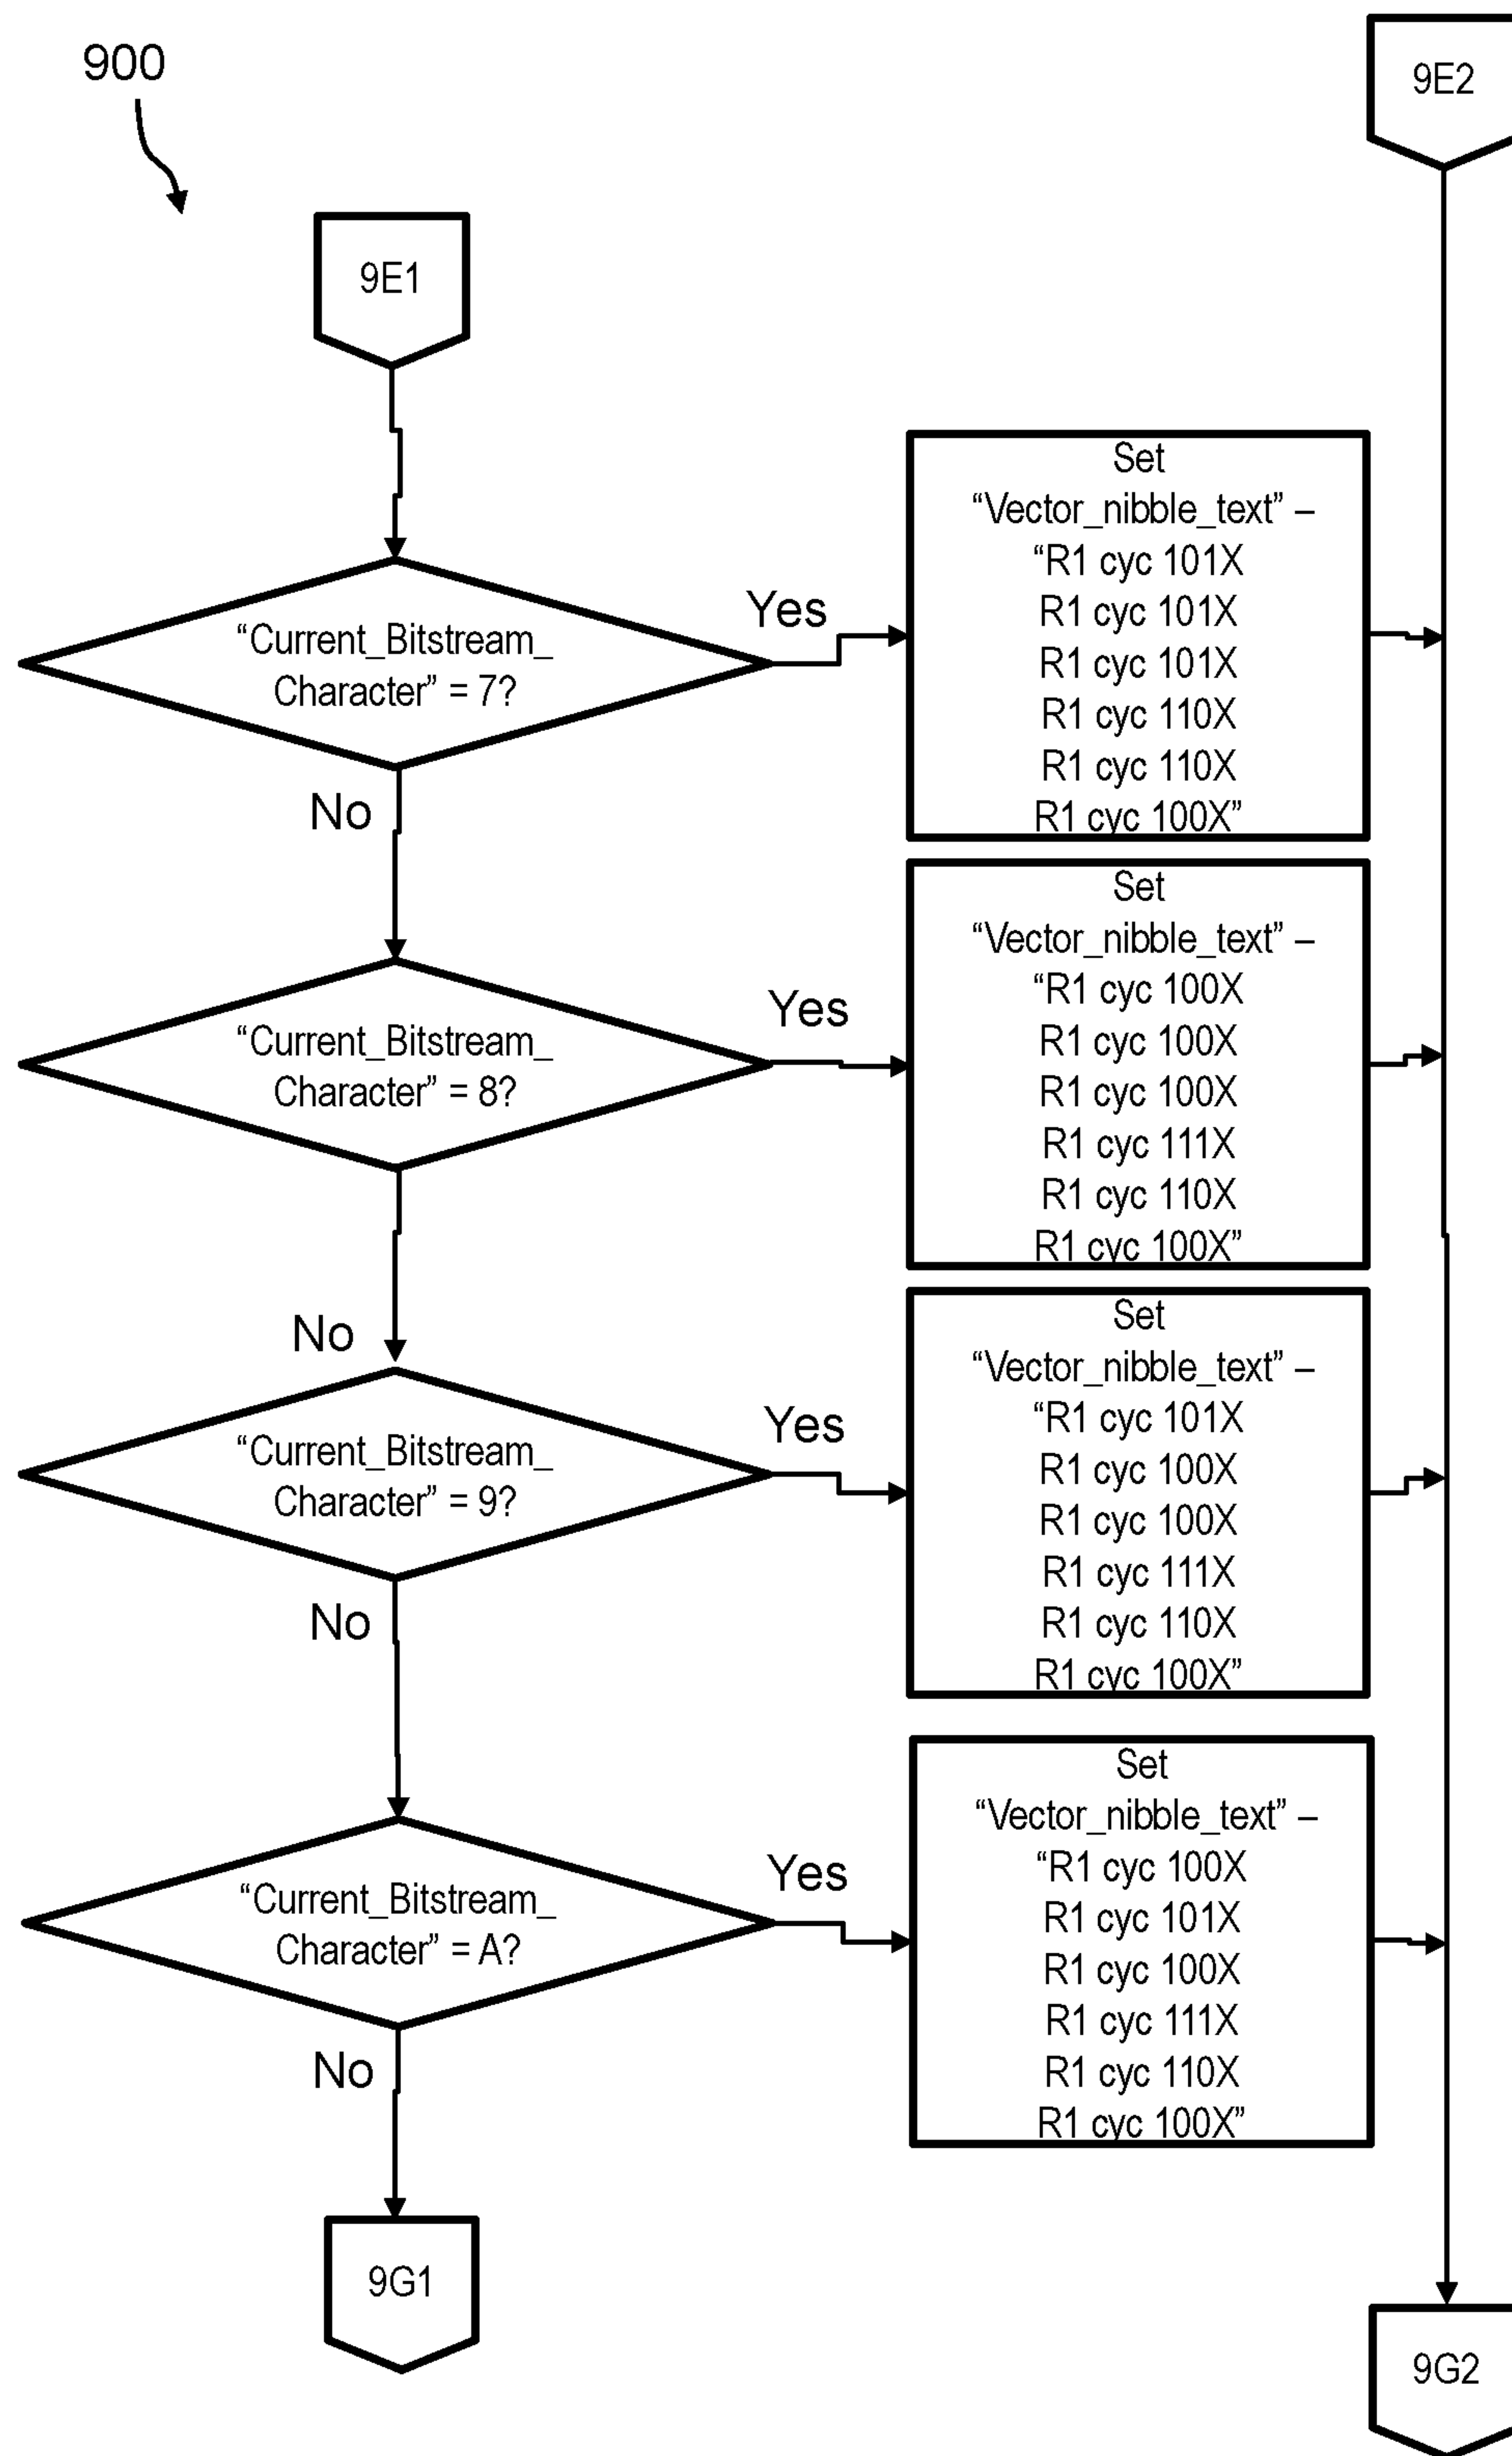 900
9E2
9E1
“Current_Bitstream_
Character” = 7?
Yes
Set
“Vector_nibble_text” –
“R1 cyc 101X
R1 cyc 101X
R1 cyc 101X
R1 cyc 110X
R1 cyc 110X
R1 cyc 100X”
No
“Current_Bitstream_
Character” = 8?
Yes
Set
“Vector_nibble_text” –
“R1 cyc 100X
R1 cyc 100X
R1 cyc 100X
R1 cyc 111X
R1 cyc 110X
R1 cyc 100X”
No
“Current_Bitstream_
Character” = 9?
Yes
Set
“Vector_nibble_text” –
“R1 cyc 101X
R1 cyc 100X
R1 cyc 100X
R1 cyc 111X
R1 cyc 110X
R1 cyc 100X”
No
“Current_Bitstream_
Character” = A?
Yes
Set
“Vector_nibble_text” –
“R1 cyc 100X
R1 cyc 101X
R1 cyc 100X
R1 cyc 111X
R1 cyc 110X
R1 cyc 100X”
No
9G1
9G2